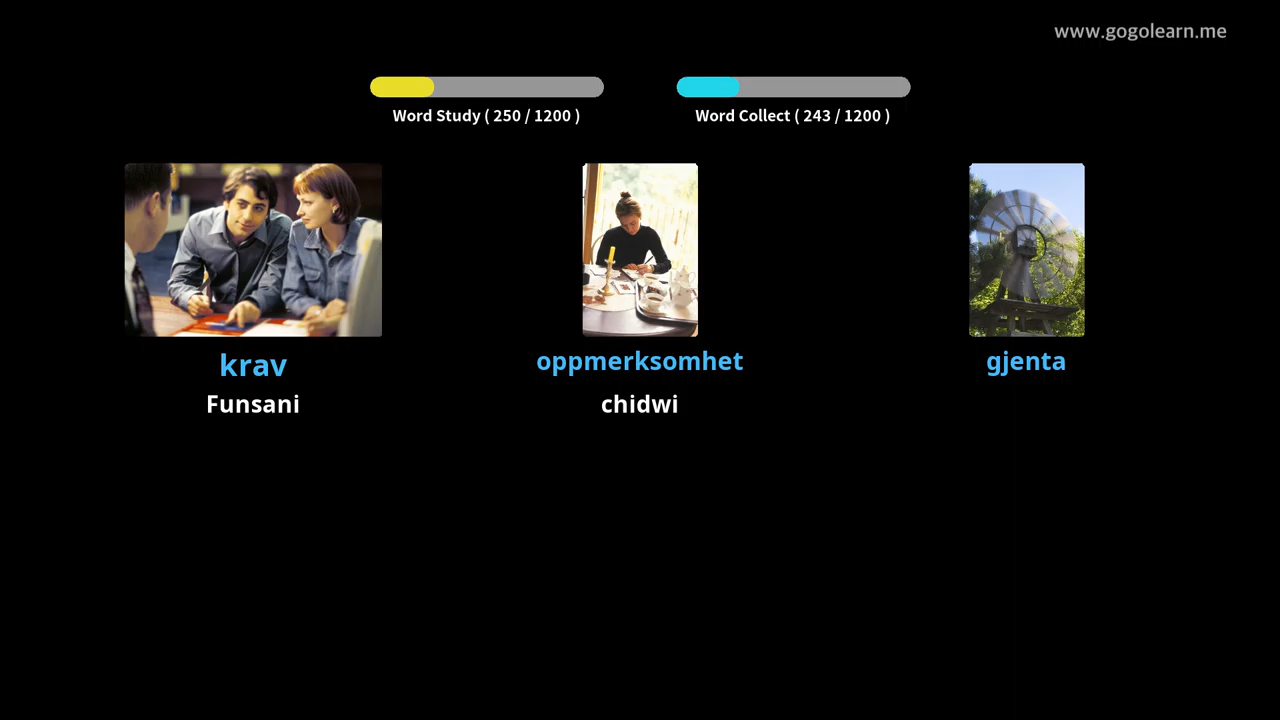 www.gogolearn.me
Word Study ( 250 / 1200 )
Word Collect ( 243 / 1200 )
krav
oppmerksomhet
gjenta
Funsani
chidwi